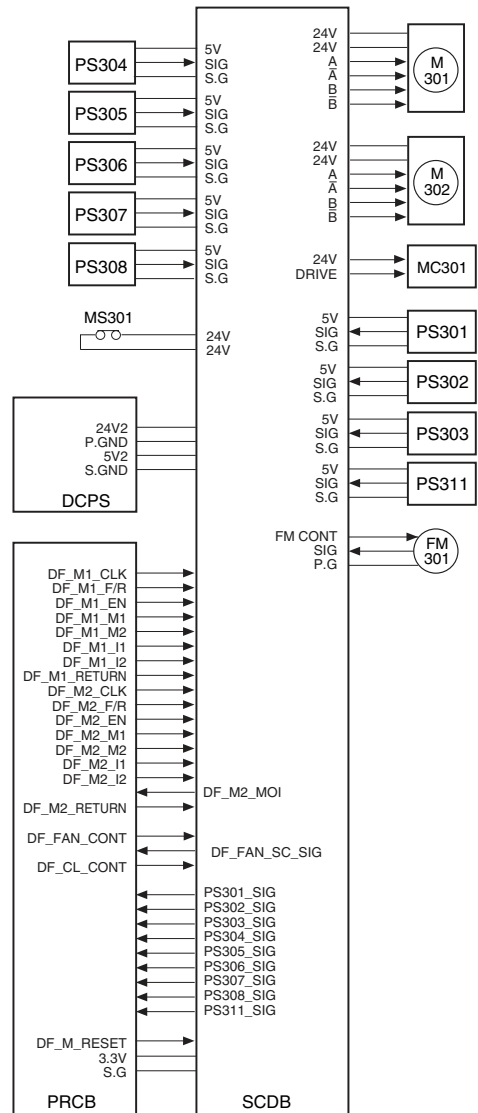 PS304
5V
SIG
S.G
PS305
5V
SIG
S.G
PS306
5V
SIG
S.G
PS307
5V
SIG
S.G
PS308
5V
SIG
S.G
MS301
24V
24V
24V2
P.GND
5V2
S.GND
DCPS
DF_M1_CLK
DF_M1_F/R
DF_M1_EN
DF_M1_M1
DF_M1_M2
DF_M1_I1
DF_M1_I2
DF_M1_RETURN
DF_M2_CLK
DF_M2_F/R
DF_M2_EN
DF_M2_M1
DF_M2_M2
DF_M2_I1
DF_M2_I2
DF_M2_MOI
DF_M2_RETURN
DF_FAN_CONT
DF_FAN_SC_SIG
DF_CL_CONT
PS301_SIG
PS302_SIG
PS303_SIG
PS304_SIG
PS305_SIG
PS306_SIG
PS307_SIG
PS308_SIG
PS311_SIG
DF_M_RESET
3.3V
S.G
PRCB
SCDB
24V
24V
A
A̅
B
B̅
M
301
24V
24V
A
A̅
B
B̅
M
302
24V
DRIVE
MC301
5V
SIG
S.G
PS301
5V
SIG
S.G
PS302
5V
SIG
S.G
PS303
5V
SIG
S.G
PS311
FM CONT
SIG
P.G
FM
301